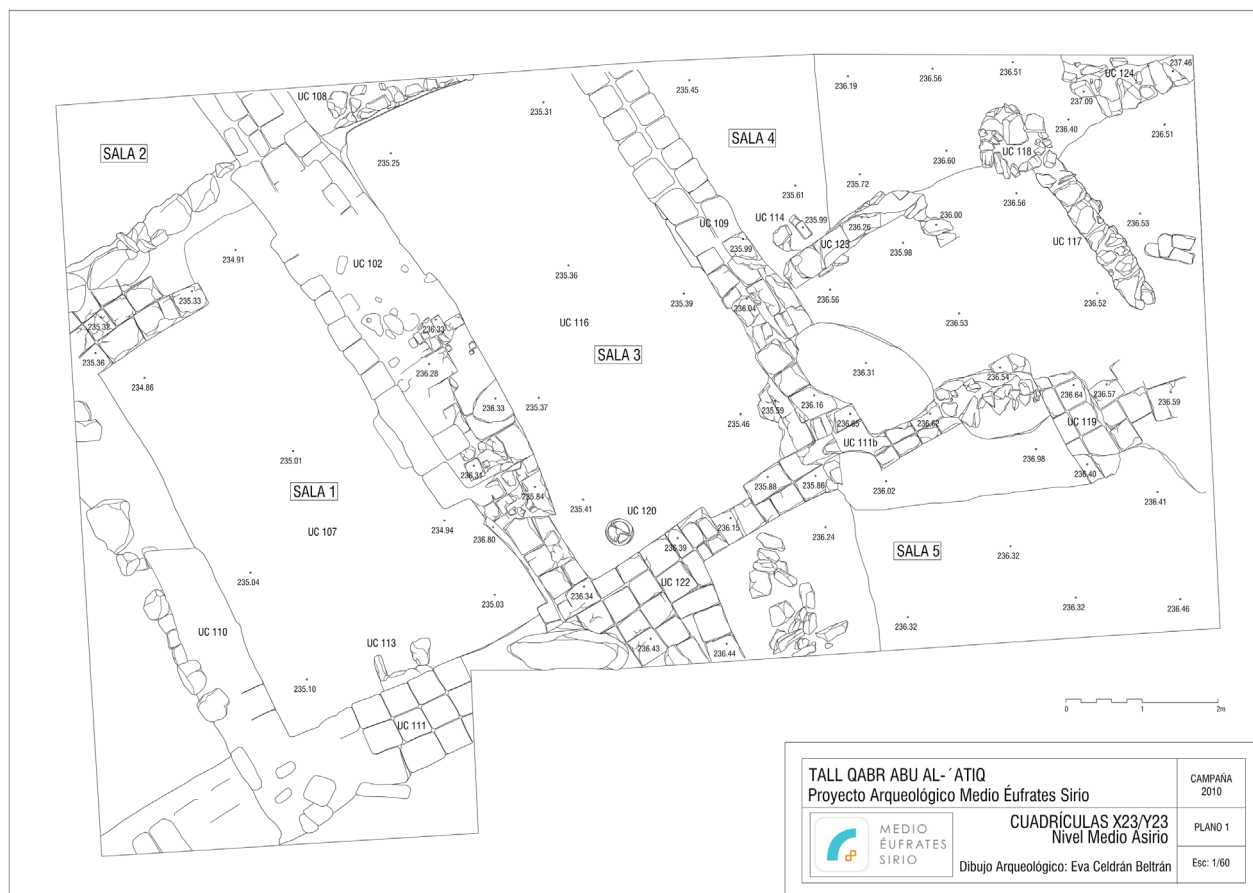 UC 108
235.31
235.45
236.19
236.56
236.51
UC 124
237.46
237.09
SALA 2
235.25
SALA 4
236.60
UC 118
236.40
236.51
235.61
235.72
236.56
236.53
234.91
UC 102
UC 109
UC 114
235.99
UC 123
236.26
236.00
UC 117
235.99
235.98
235.36
235.33
235.32
235.36
235.39
236.04
236.56
236.53
236.52
234.86
236.33
236.28
UC 116
SALA 3
236.31
236.54
236.33
235.37
235.46
235.59
236.16
236.05
236.62
236.64
236.57
236.59
UC 111b
UC 119
235.01
SALA 1
236.31
235.84
235.88
235.86
236.02
236.98
236.40
236.41
UC 107
234.94
236.80
235.41
UC 120
236.15
236.24
236.39
SALA 5
236.32
235.04
235.03
236.34
UC 122
236.32
236.32
236.46
UC 110
UC 113
236.43
236.44
235.10
UC 111
0 1 2m
TALL QABR ABU AL-´ATIQ
Proyecto Arqueológico Medio Éufrates Sirio
CAMPAÑA
2010
MEDIO
ÉUFRATES
SIRIO
CUADRÍCULAS X23/Y23
Nivel Medio Asirio
Dibujo Arqueológico: Eva Celdrán Beltrán
PLANO 1
Esc: 1/60